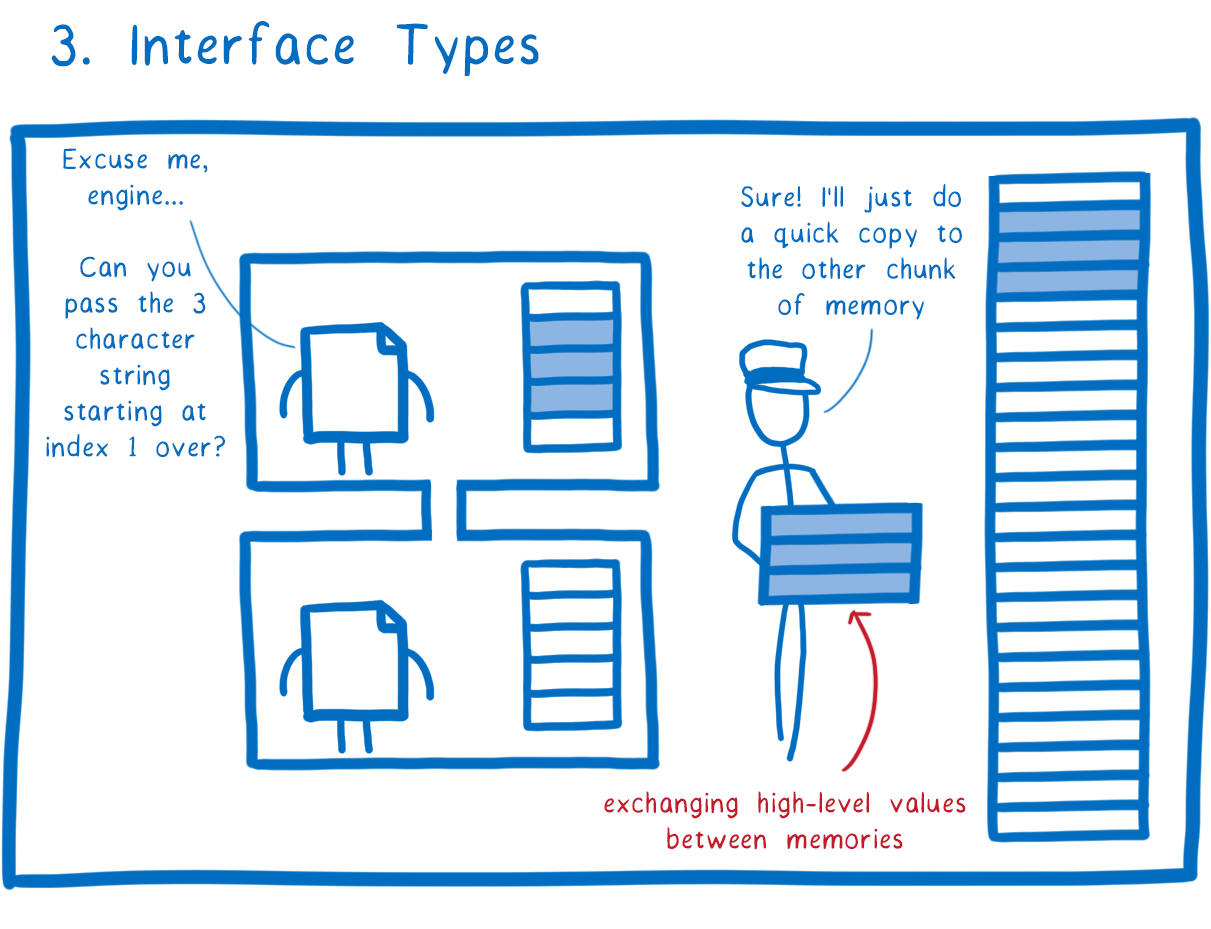 3. Interface Types
Excuse me,
engine...
Can you
pass the 3
character
string
starting at
index 1 over?
Sure! I'll just do
a quick copy to
the other chunk
of memory
exchanging high-level values
between memories